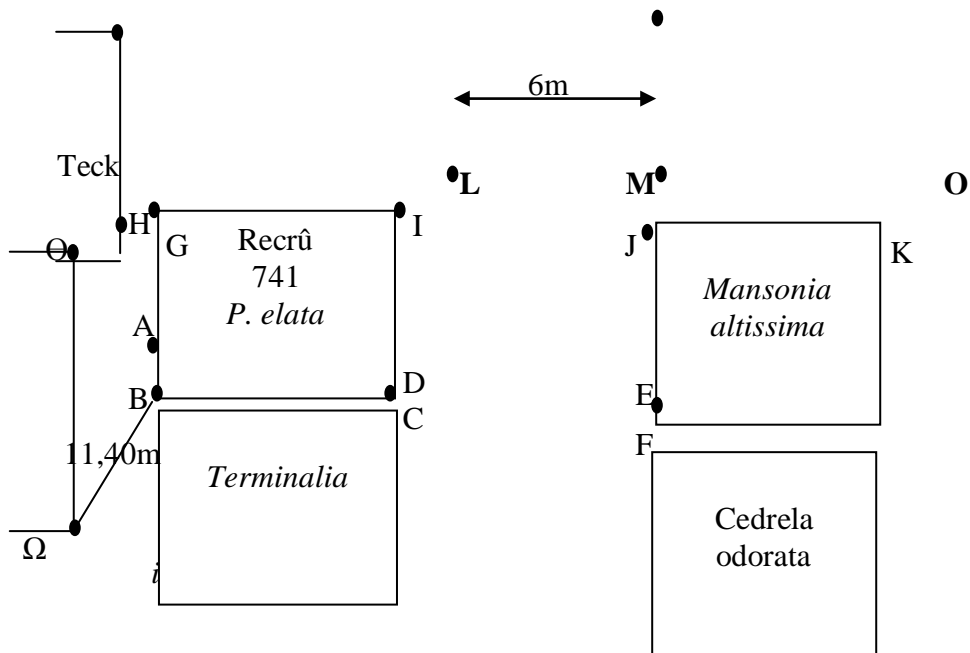 6m
Teck
L
M
O
H
G
I
Recrû
741
P. elata
J
K
O
Mansonia
altissima
A
D
B
C
E
F
11,40m
Terminalia
Cedrela
odorata
Ω
i